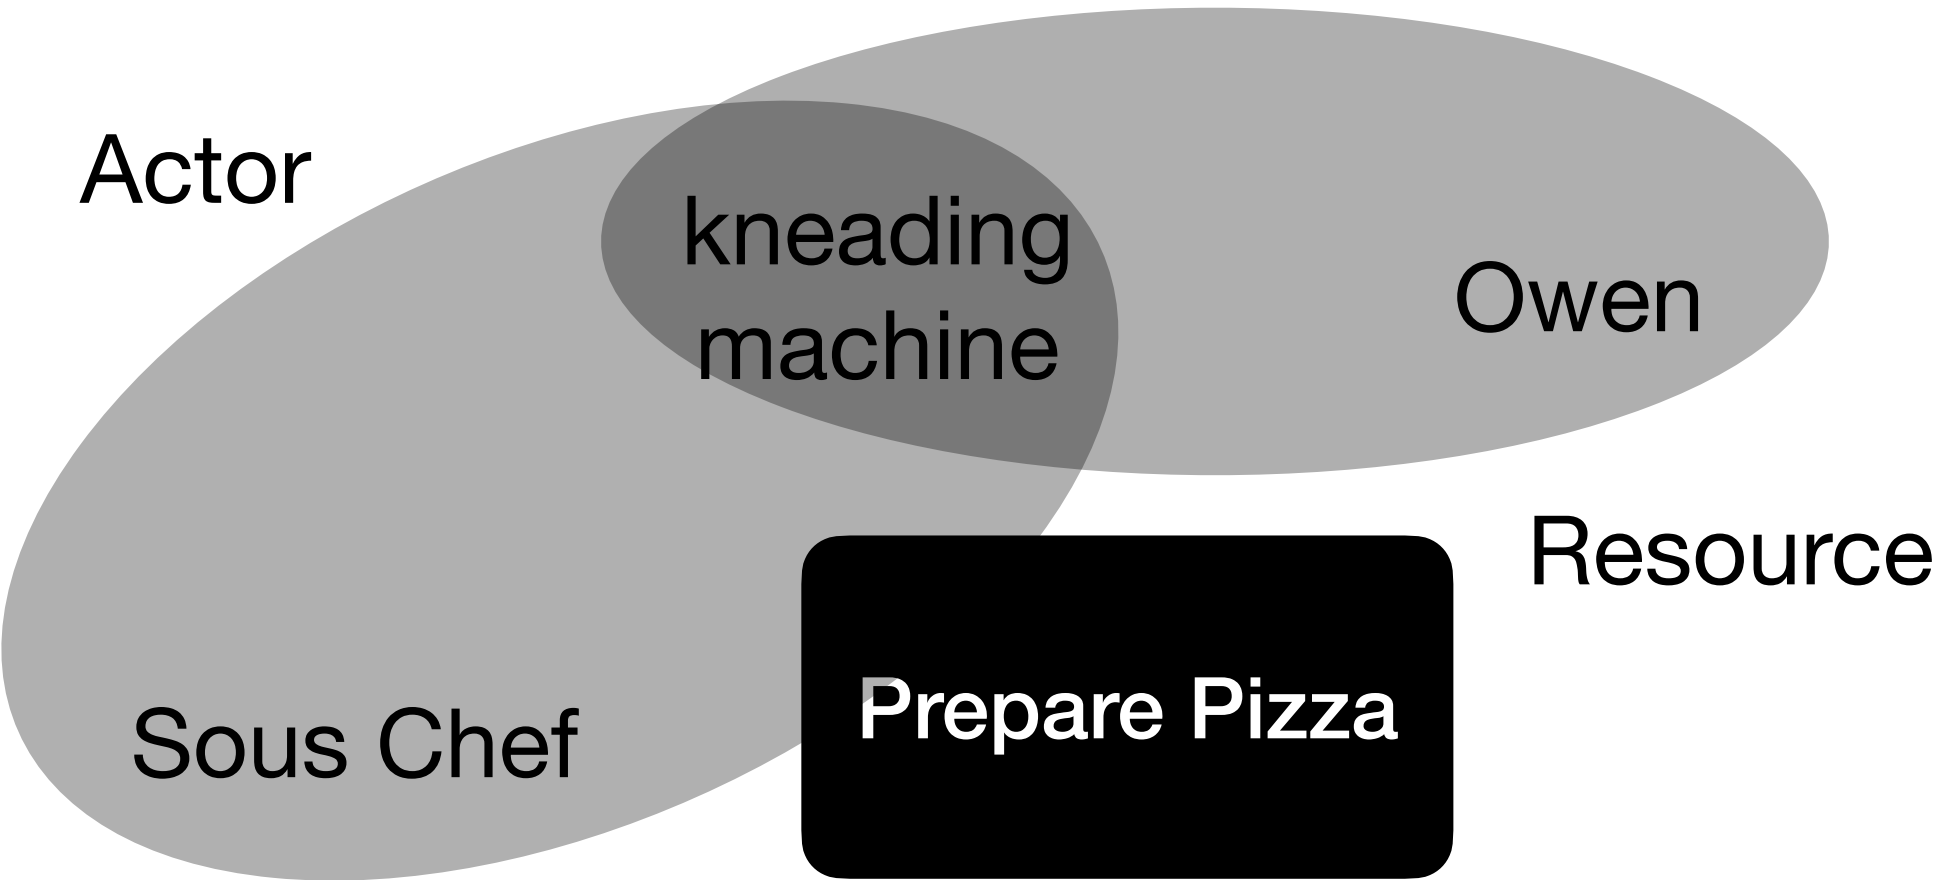 Actor
kneading
machine
Owen
Resource
Prepare Pizza
Sous Chef